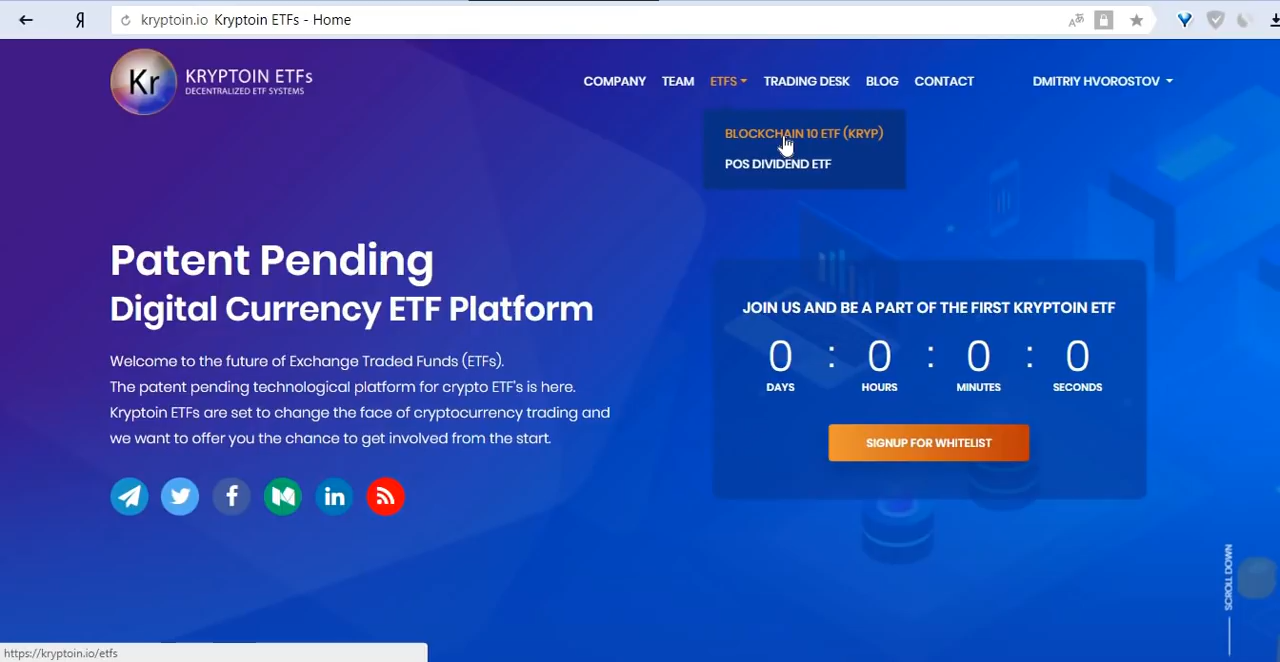 Я
kryptoin.io Kryptoin ETFs - Home
Kr
KRYPTOIN ETFs
DECENTRALIZED ETF SYSTEMS
COMPANY TEAM ETFS TRADING DESK BLOG CONTACT DMITRIY HVOROSTOV
BLOCKCHAIN 10 ETF (KRYP)
POS DIVIDEND ETF
Patent Pending
Digital Currency ETF Platform
Welcome to the future of Exchange Traded Funds (ETFs).
The patent pending technological platform for crypto ETF's is here.
Kryptoin ETFs are set to change the face of cryptocurrency trading and
we want to offer you the chance to get involved from the start.
JOIN US AND BE A PART OF THE FIRST KRYPTOIN ETF
0 : 0 : 0 : 0
DAYS HOURS MINUTES SECONDS
SIGNUP FOR WHITELIST
SCROLL DOWN
https://kryptoin.io/etfs